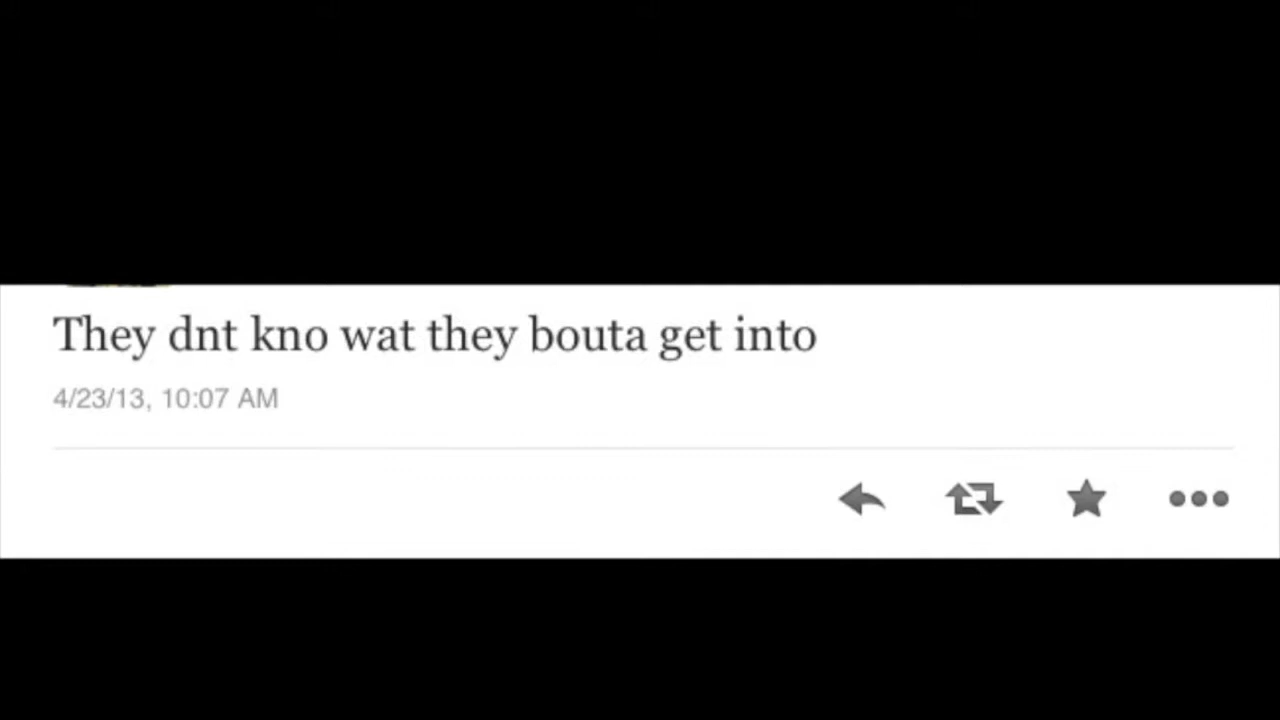 They dnt kno wat they bouta get into
4/23/13, 10:07 AM